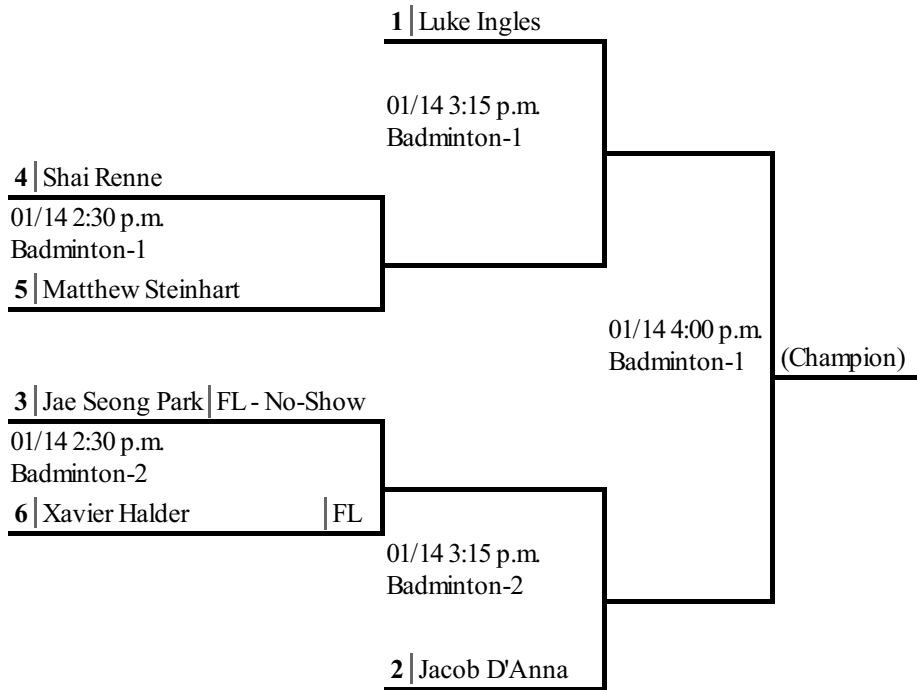 1 Luke Ingles
01/14 3:15 p.m.
Badminton-1
4 Shai Renne
01/14 2:30 p.m.
Badminton-1
5 Matthew Steinhart
01/14 4:00 p.m.
Badminton-1
(Champion)
3 Jae Seong Park FL - No-Show
01/14 2:30 p.m.
Badminton-2
6 Xavier Halder FL
01/14 3:15 p.m.
Badminton-2
2 Jacob D'Anna